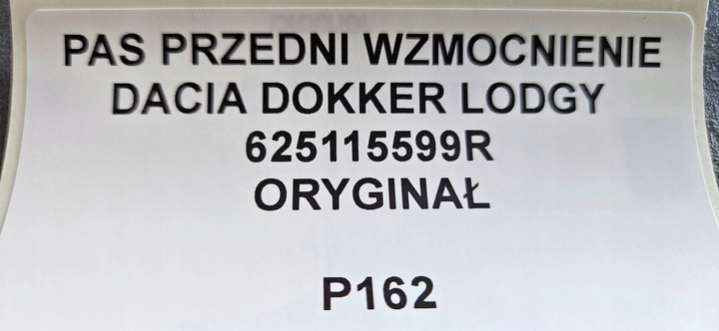 PAS PRZEDNI WZMOCNIENIE
DACIA DOKKER LODGY
625115599R
ORYGINAŁ
P162